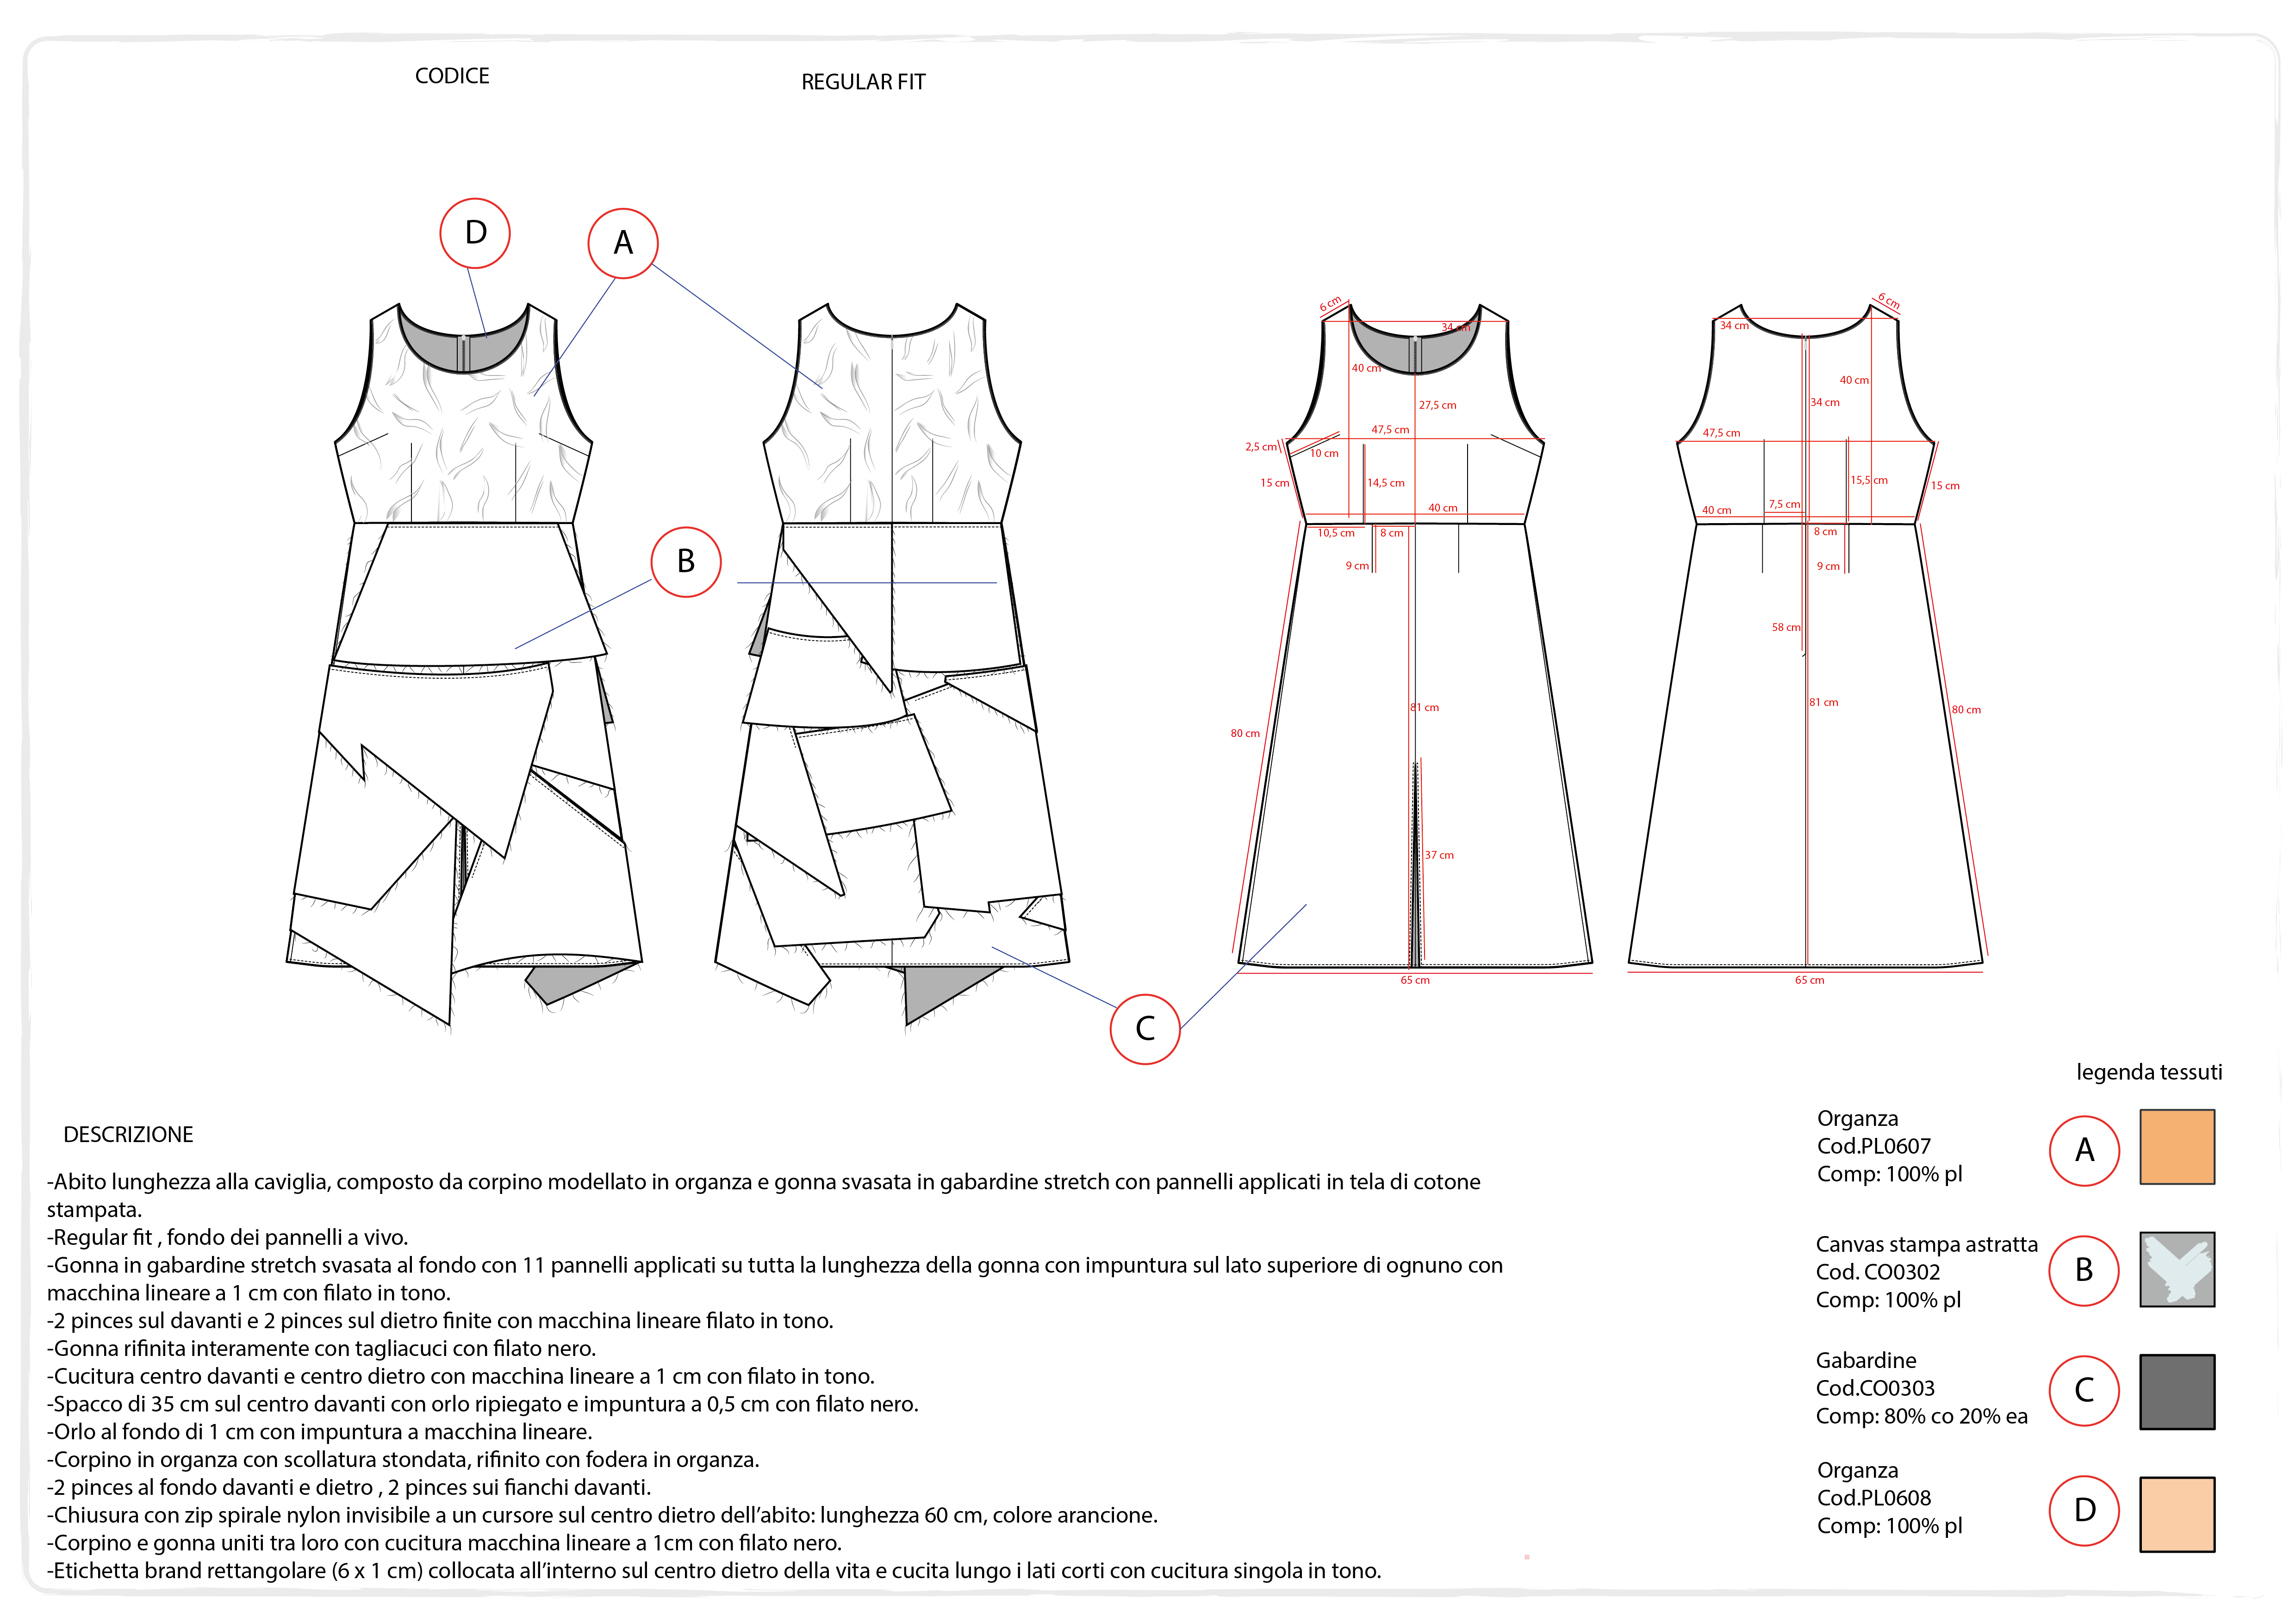 CODICE
REGULAR FIT
D
A
B
C
6 cm
34 cm
40 cm
27,5 cm
47,5 cm
2,5 cm
10 cm
15 cm
14,5 cm
40 cm
10,5 cm
8 cm
9 cm
81 cm
80 cm
37 cm
65 cm
6 cm
34 cm
40 cm
34 cm
47,5 cm
15,5 cm
15 cm
7,5 cm
40 cm
8 cm
9 cm
58 cm
81 cm
80 cm
65 cm
legenda tessuti
Organza
Cod.PL0607
Comp: 100% pl
A
Canvas stampa astratta
Cod. CO0302
Comp: 100% pl
B
Gabardine
Cod.CO0303
Comp: 80% co 20% ea
C
Organza
Cod.PL0608
Comp: 100% pl
D
DESCRIZIONE
-Abito lunghezza alla caviglia, composto da corpino modellato in organza e gonna svasata in gabardine stretch con pannelli applicati in tela di cotone
stampata.
-Regular fit , fondo dei pannelli a vivo.
-Gonna in gabardine stretch svasata al fondo con 11 pannelli applicati su tutta la lunghezza della gonna con impuntura sul lato superiore di ognuno con
macchina lineare a 1 cm con filato in tono.
-2 pinces sul davanti e 2 pinces sul dietro finite con macchina lineare filato in tono.
-Gonna rifinita interamente con tagliacuci con filato nero.
-Cucitura centro davanti e centro dietro con macchina lineare a 1 cm con filato in tono.
-Spacco di 35 cm sul centro davanti con orlo ripiegato e impuntura a 0,5 cm con filato nero.
-Orlo al fondo di 1 cm con impuntura a macchina lineare.
-Corpino in organza con scollatura stondata, rifinito con fodera in organza.
-2 pinces al fondo davanti e dietro , 2 pinces sui fianchi davanti.
-Chiusura con zip spirale nylon invisibile a un cursore sul centro dietro dell’abito: lunghezza 60 cm, colore arancione.
-Corpino e gonna uniti tra loro con cucitura macchina lineare a 1cm con filato nero.
-Etichetta brand rettangolare (6 x 1 cm) collocata all’interno sul centro dietro della vita e cucita lungo i lati corti con cucitura singola in tono.